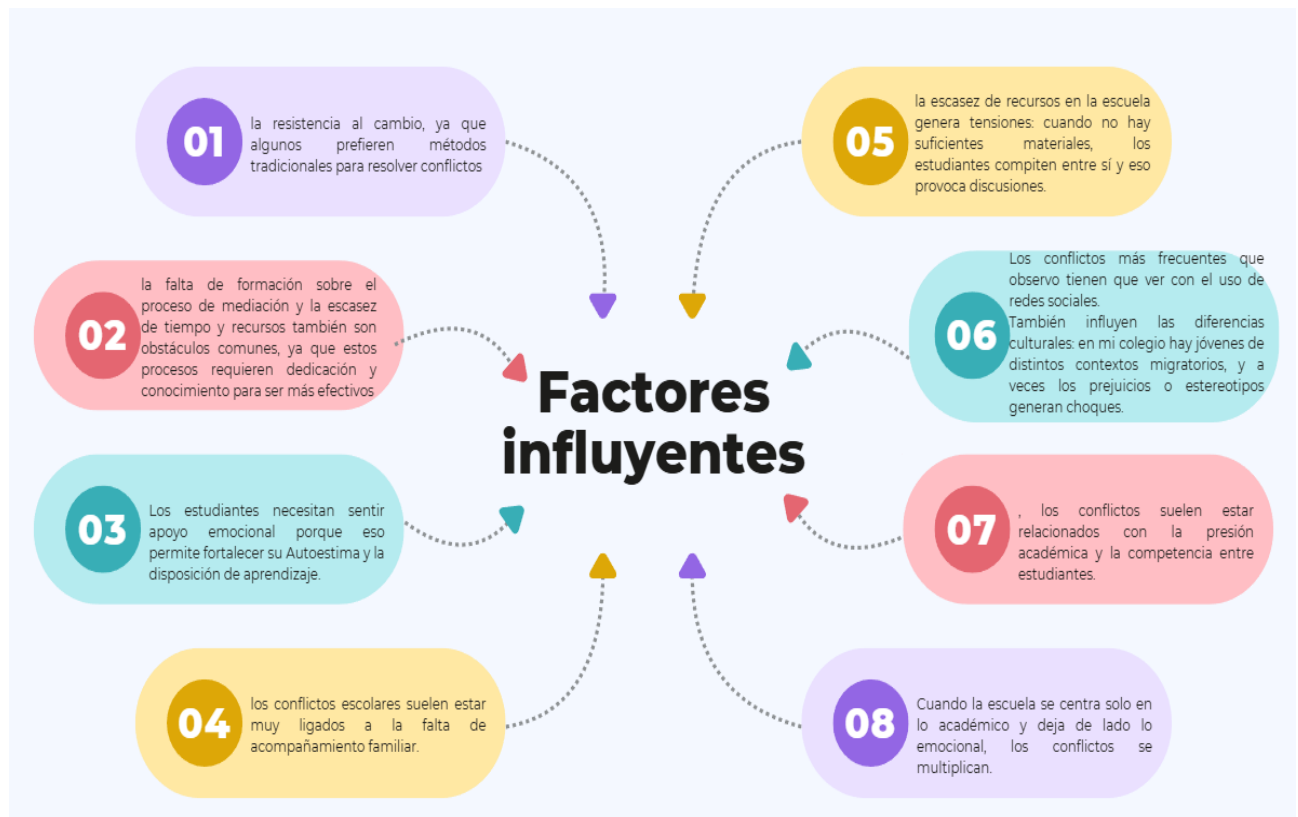 01
la resistencia al cambio, ya que
algunos prefieren métodos
tradicionales para resolver conflictos
02
la falta de formación sobre el
proceso de mediación y la escasez
de tiempo y recursos también son
obstáculos comunes, ya que estos
procesos requieren dedicación y
conocimiento para ser más efectivos
03
Los estudiantes necesitan sentir
apoyo emocional porque eso
permite fortalecer su Autoestima y la
disposición de aprendizaje.
04
los conflictos escolares suelen estar
muy ligados a la falta de
acompañamiento familiar.
Factores
influyentes
05
la escasez de recursos en la escuela
genera tensiones: cuando no hay
suficientes materiales, los
estudiantes compiten entre sí y eso
provoca discusiones.
06
Los conflictos más frecuentes que
observo tienen que ver con el uso de
redes sociales.
También influyen las diferencias
culturales: en mi colegio hay jóvenes de
distintos contextos migratorios, y a
veces los prejuicios o estereotipos
generan choques.
07
, los conflictos suelen estar
relacionados con la presión
académica y la competencia entre
estudiantes.
08
Cuando la escuela se centra solo en
lo académico y deja de lado lo
emocional, los conflictos se
multiplican.